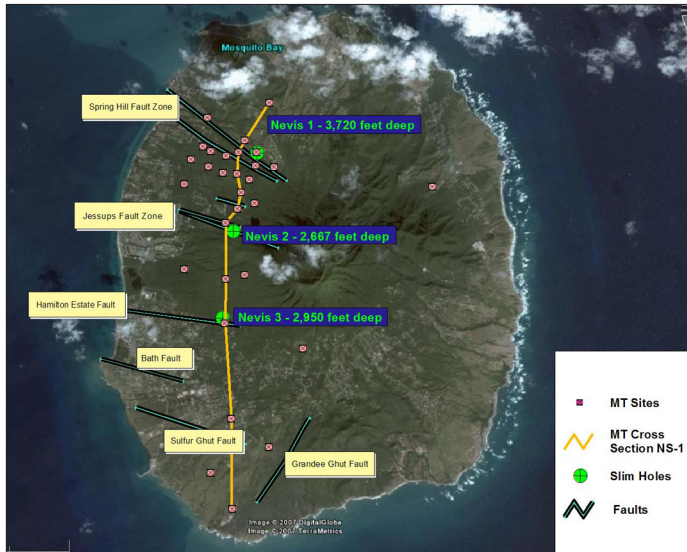 Mosquito Bay
Spring Hill Fault Zone
Nevis 1 - 3,720 feet deep
Jessups Fault Zone
Nevis 2 - 2,667 feet deep
Hamilton Estate Fault
Nevis 3 - 2,950 feet deep
Bath Fault
Sulfur Ghut Fault
Grandee Ghut Fault
MT Sites
MT Cross
Section NS-1
Slim Holes
Faults
Image © 2007 DigitalGlobe
Image © 2007 TerraMetrics